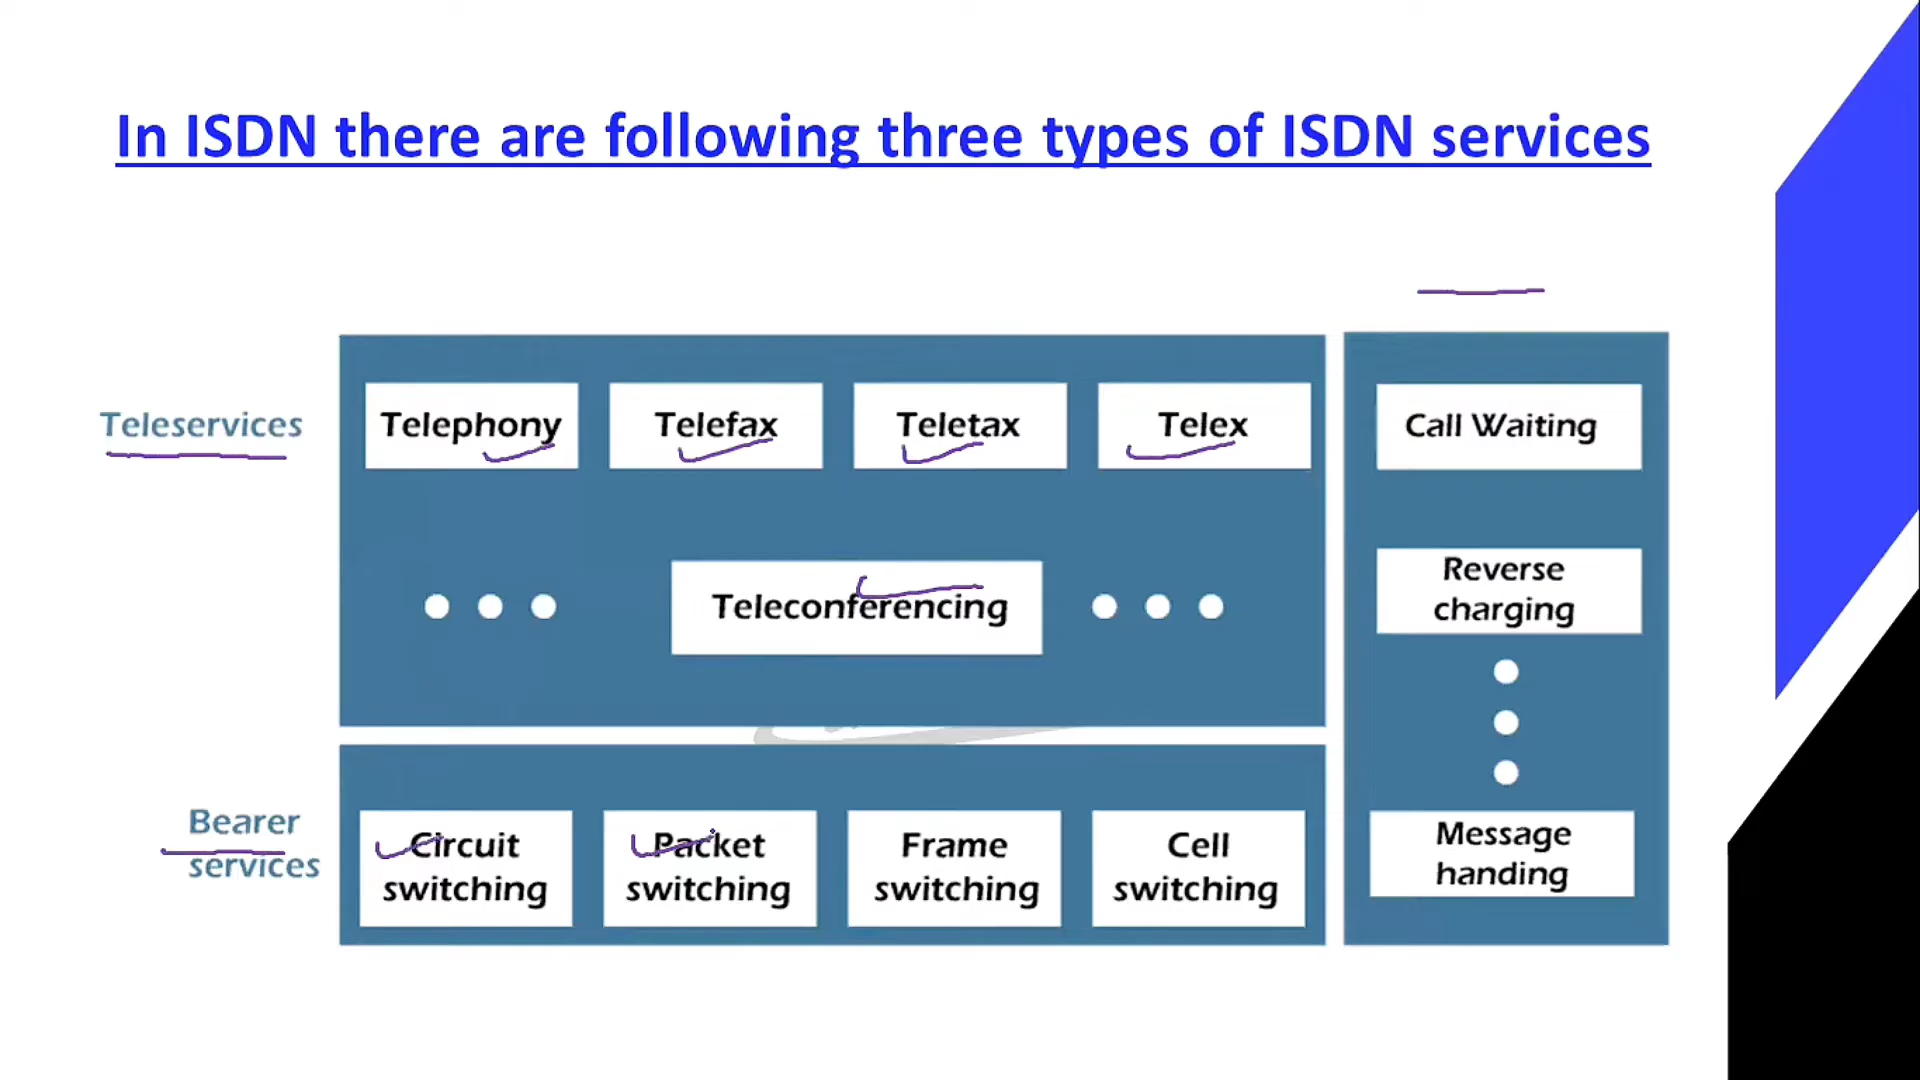 In ISDN there are following three types of ISDN services
Teleservices
Telephony
Telefax
Teletax
Telex
Teleconferencing
Call Waiting
Reverse
charging
Message
handing
Bearer
services
Circuit
switching
Packet
switching
Frame
switching
Cell
switching